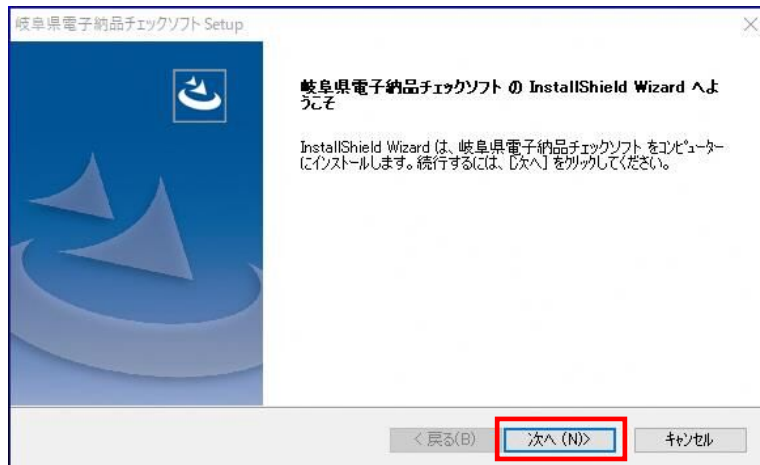 岐阜県電子納品チェックソフト Setup
岐阜県電子納品チェックソフト の InstallShield Wizard へよ
うこそ
InstallShield Wizard は、岐阜県電子納品チェックソフト をコンピューター
にインストールします。続行するには、[次へ] をクリックしてください。
< 戻る(B)
次へ (N)>
キャンセル